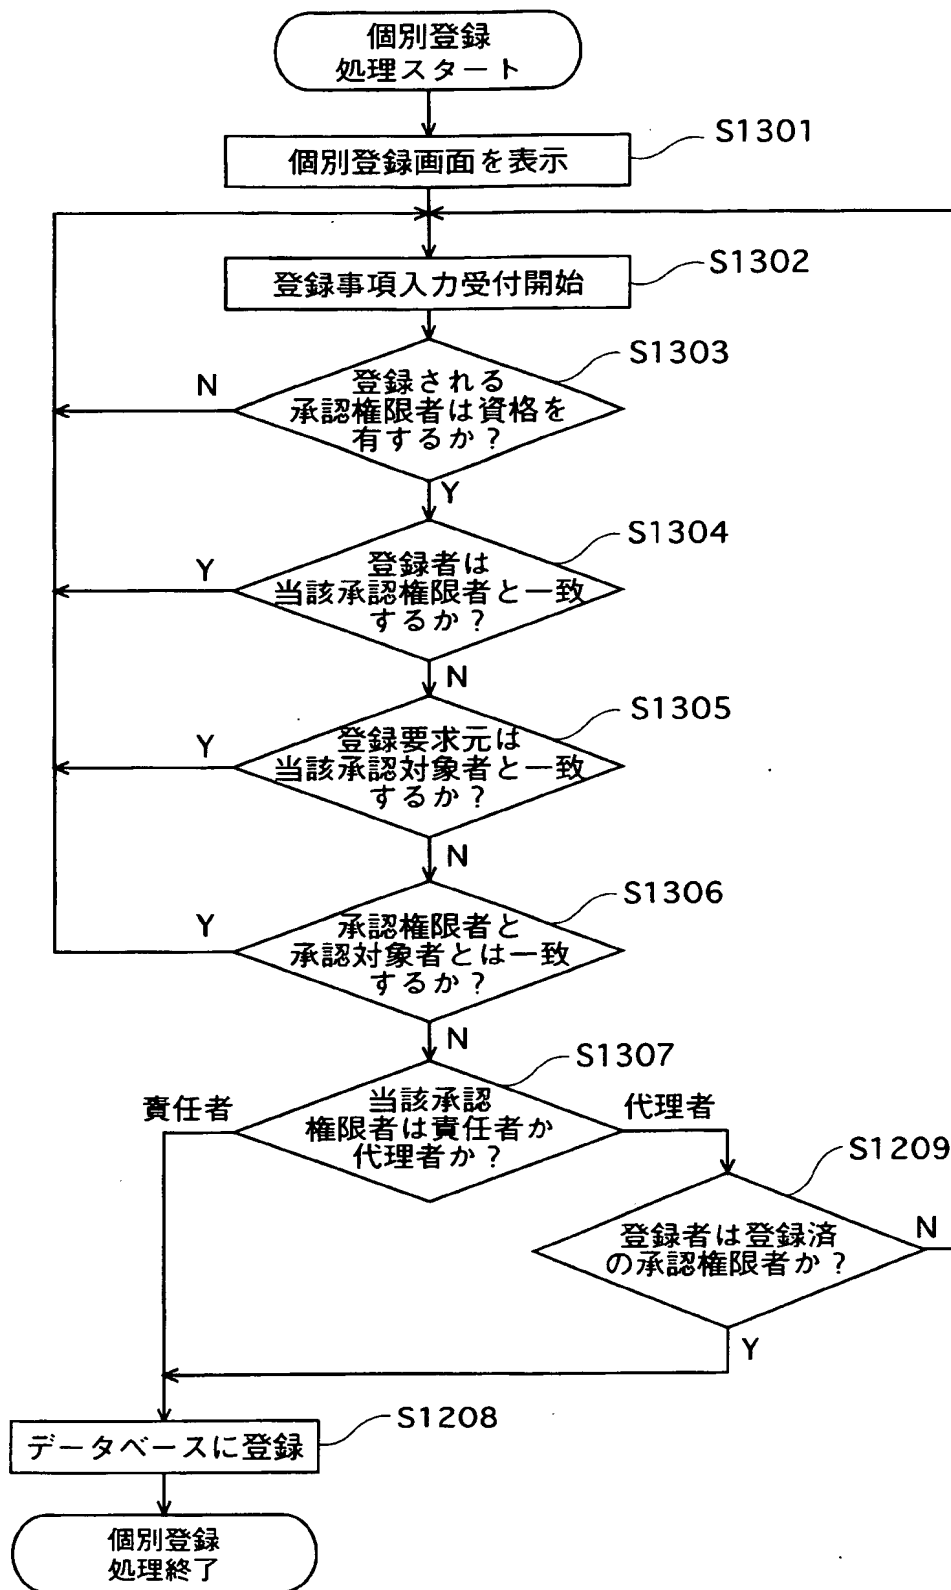 個別登録
処理スタート
S1301
個別登録画面を表示
S1302
登録事項入力受付開始
S1303
N
登録される
承認権限者は資格を
有するか?
Y
S1304
Y
登録者は
当該承認権限者と一致
するか?
N
S1305
Y
登録要求元は
当該承認対象者と一致
するか?
N
S1306
Y
承認権限者と
承認対象者とは一致
するか?
N
S1307
責任者
当該承認
権限者は責任者か
代理者か?
代理者
S1209
登録者は登録済
の承認権限者か?
N
Y
S1208
データベースに登録
個別登録
処理終了